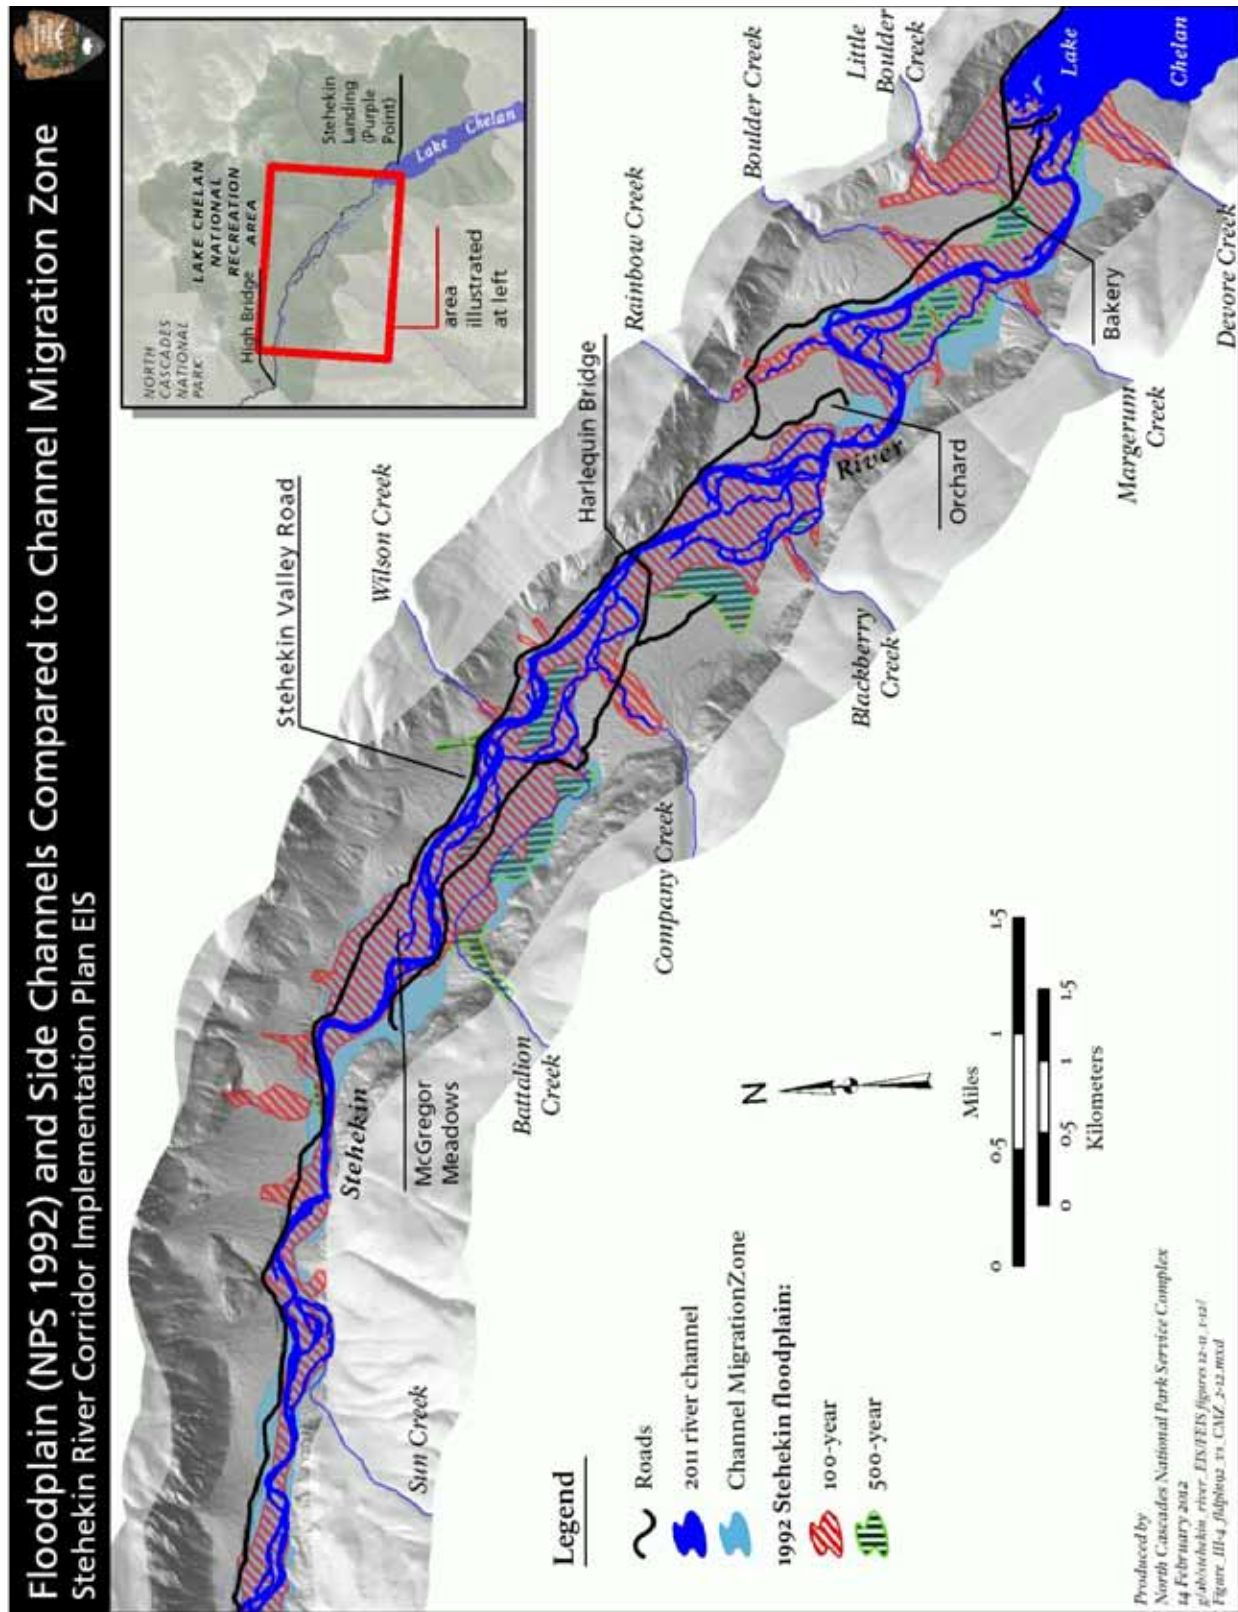 Floodplain (NPS 1992) and Side Channels Compared to Channel Migration Zone
Stehekin River Corridor Implementation Plan EIS
NORTH
CASCADES
NATIONAL
PARK
LAKE CHELAN
NATIONAL
RECREATION
AREA
High Bridge
Stehekin
Landing
(Purple
Point)
Lake Chelan
area
illustrated
at left
Stehekin Valley Road
Wilson Creek
Harlequin Bridge
Rainbow Creek
Boulder Creek
Little
Boulder
Creek
Lake
Chelan
Stehekin
River
McGregor
Meadows
Sun Creek
Battalion
Creek
Company Creek
Blackberry
Creek
Orchard
Margerum
Creek
Bakery
Devore Creek
Legend
Roads
2011 river channel
Channel MigrationZone
1992 Stehekin floodplain:
100-year
500-year
N
Miles
0 0.5 1 1.5
0 0.5 1 1.5
Kilometers
Produced by
North Cascades National Park Service Complex
14 February 2012